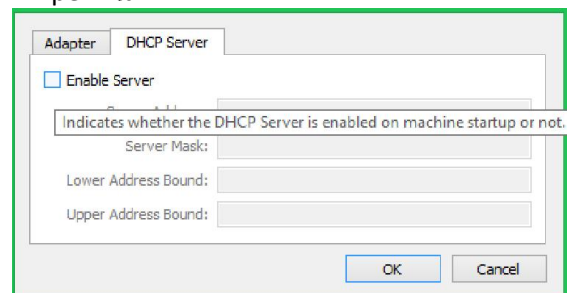 Adapter DHCP Server
Enable Server
Indicates whether the DHCP Server is enabled on machine startup or not.
Server Mask:
Lower Address Bound:
Upper Address Bound:
OK Cancel